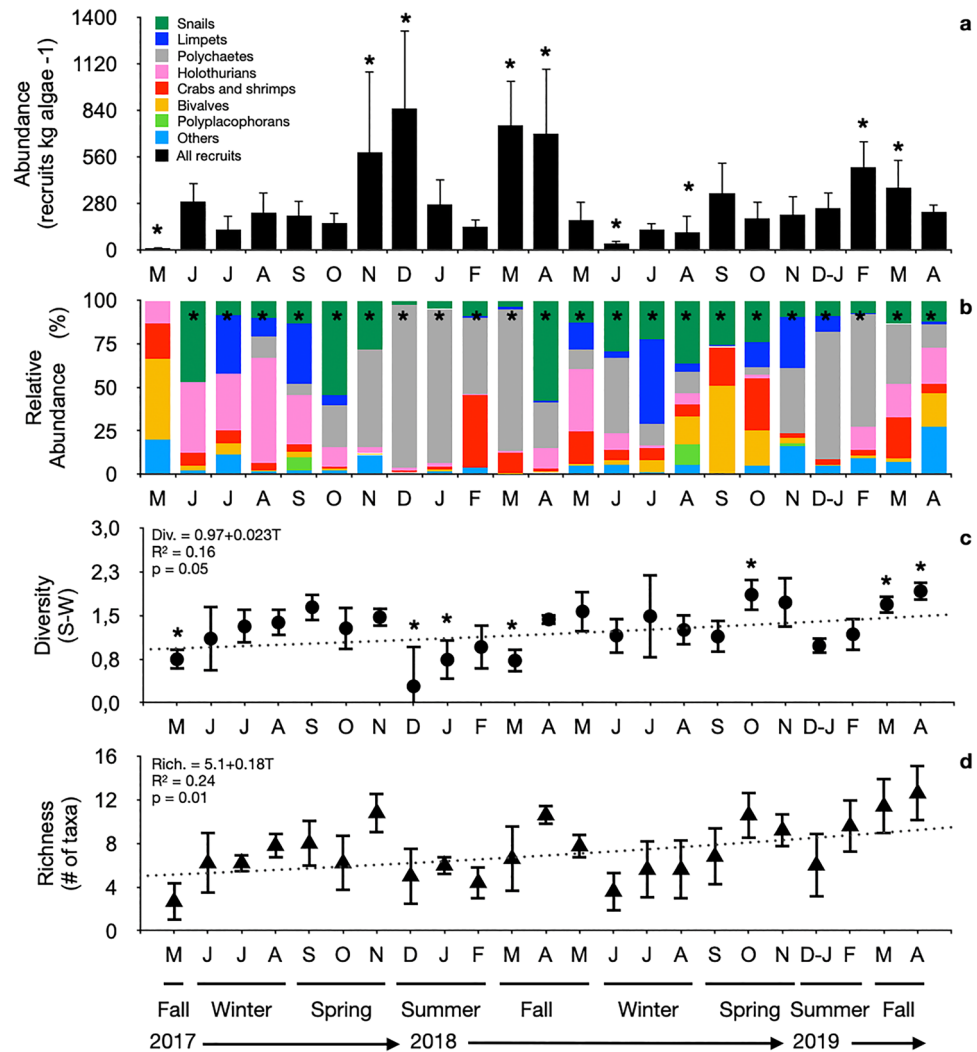 a
1400
1120
840
560
280
0
Abundance
(recruits kg algae -1)
Snails
Limpets
Polychaetes
Holothurians
Crabs and shrimps
Bivalves
Polyplacophorans
Others
All recruits
* * * * * * * * *
M J J A S O N D J F M A M J J A S O N D-J F M A
b
100
75
50
25
0
Relative
Abundance
(%)
* * * * * * * * * * * * * * * * * * * * *
M J J A S O N D J F M A M J J A S O N D-J F M A
c
3,0
2,3
1,5
0,8
0,0
Diversity
(S-W)
Div. = 0.97+0.023T
R² = 0.16
p = 0.05
* * * * * * *
M J J A S O N D J F M A M J J A S O N D-J F M A
d
16
12
8
4
0
Richness
(# of taxa)
Rich. = 5.1+0.18T
R² = 0.24
p = 0.01
M J J A S O N D J F M A M J J A S O N D-J F M A
Fall Winter Spring Summer Fall Winter Spring Summer Fall
2017 2018 2019